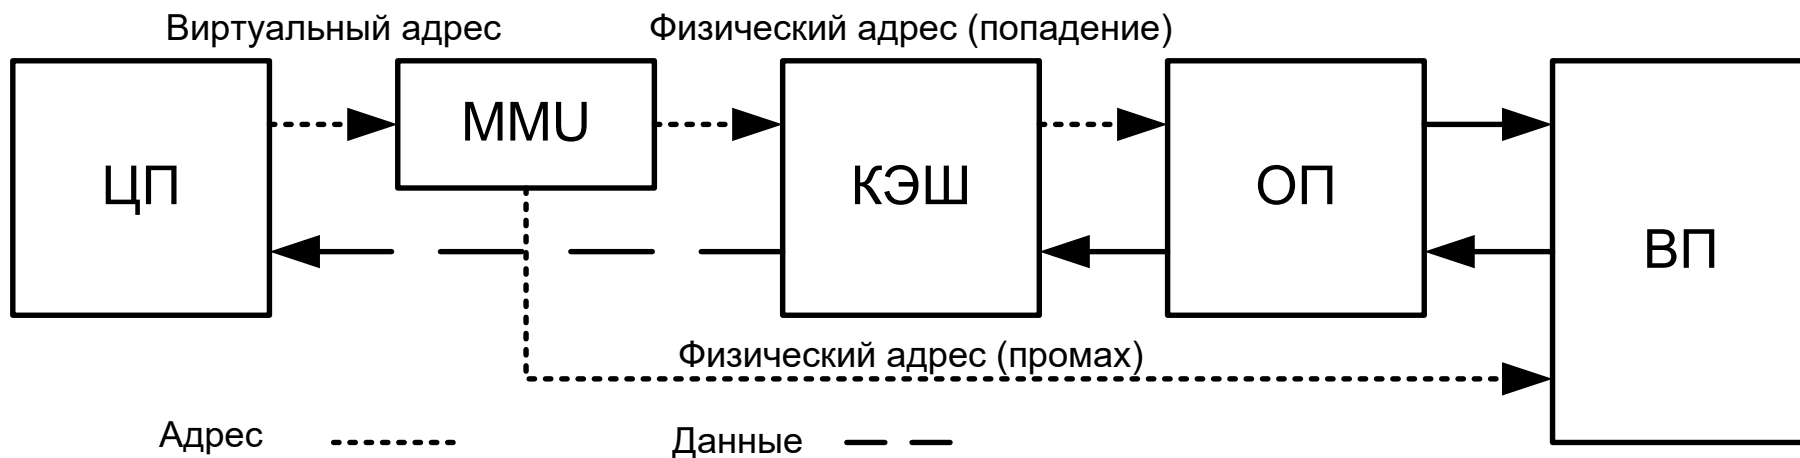 Виртуальный адрес
Физический адрес (попадение)
ЦП
MMU
КЭШ
ОП
ВП
Физический адрес (промах)
Адрес
Данные